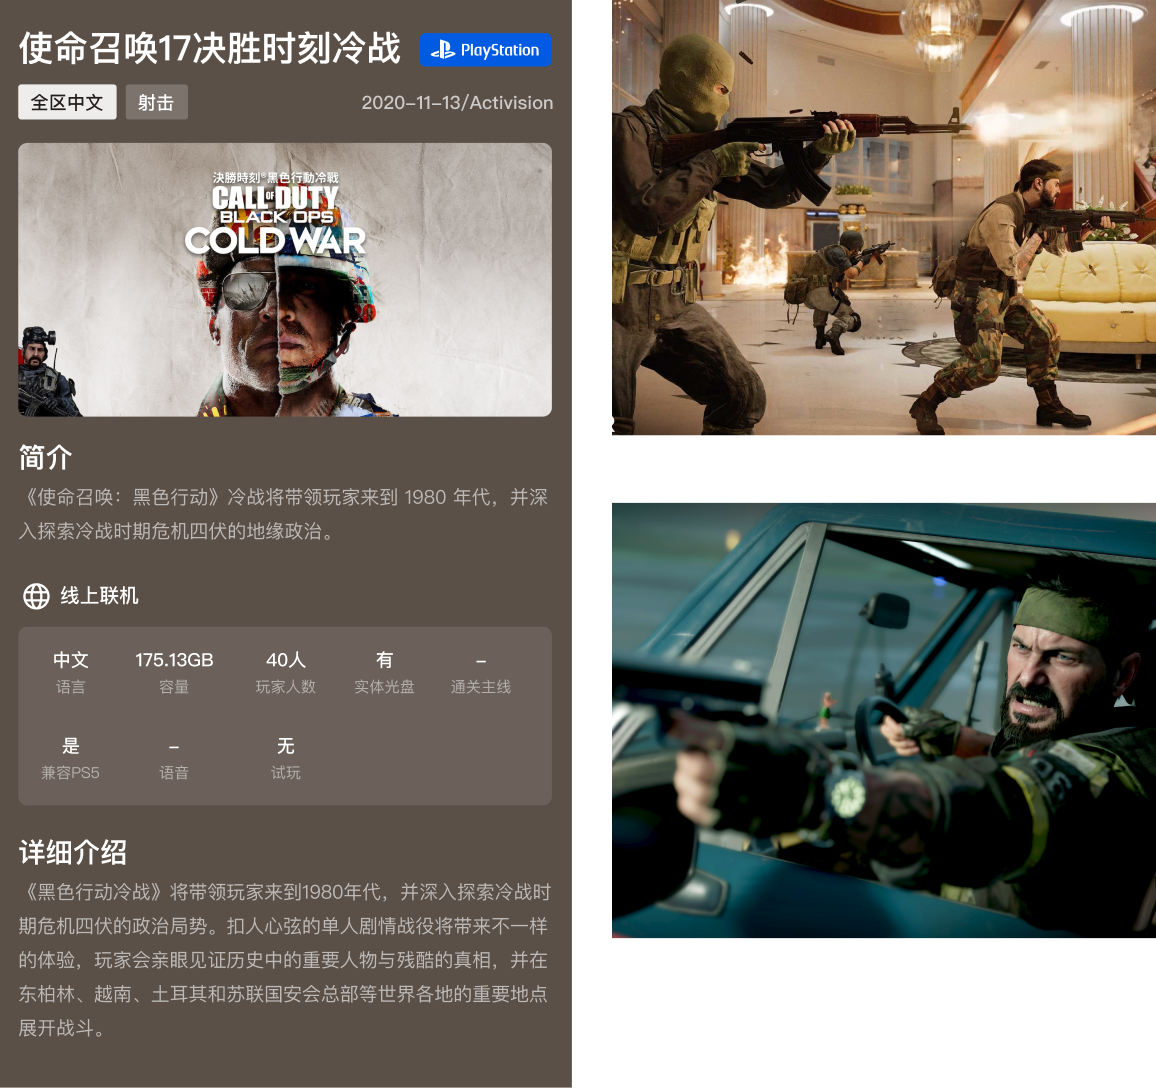 使命召唤17决胜时刻冷战
PlayStation
全区中文 射击 2020-11-13/Activision
決勝時刻®黑色行動冷戰
CALL OF DUTY
BLACK OPS
COLD WAR
简介
《使命召唤：黑色行动》冷战将带领玩家来到 1980 年代，并深
入探索冷战时期危机四伏的地缘政治。
线上联机
中文 175.13GB 40人 有 –
语言 容量 玩家人数 实体光盘 通关主线
是 – 无
兼容PS5 语音 试玩
详细介绍
《黑色行动冷战》将带领玩家来到1980年代，并深入探索冷战时
期危机四伏的政治局势。扣人心弦的单人剧情战役将带来不一样
的体验，玩家会亲眼见证历史中的重要人物与残酷的真相，并在
东柏林、越南、土耳其和苏联国安会总部等世界各地的重要地点
展开战斗。